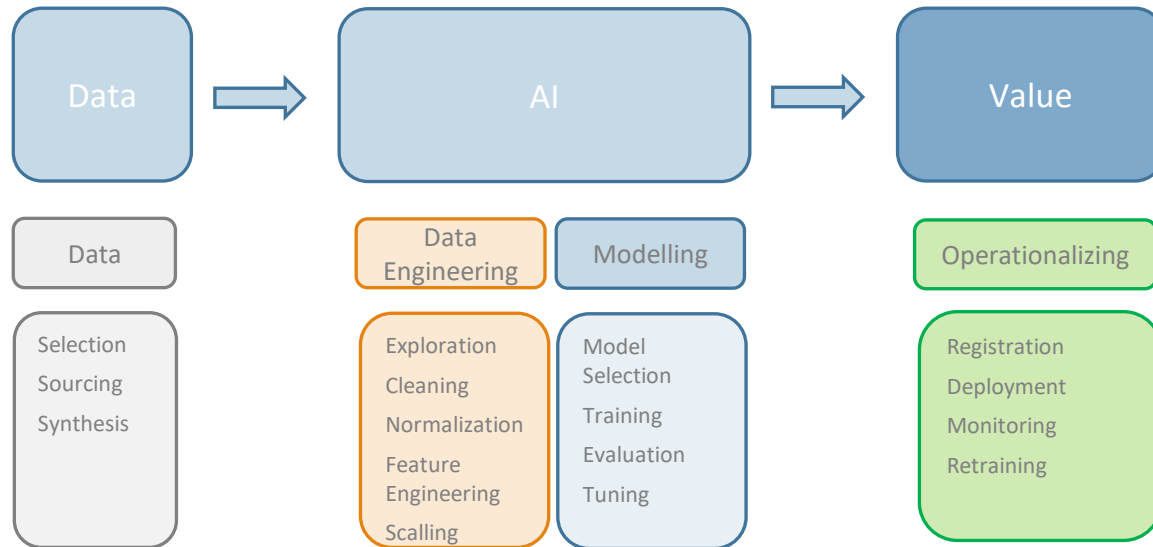 Data
AI
Value
Data
Data
Engineering
Modelling
Operationalizing
Selection
Sourcing
Synthesis
Exploration
Cleaning
Normalization
Feature
Engineering
Scalling
Model
Selection
Training
Evaluation
Tuning
Registration
Deployment
Monitoring
Retraining